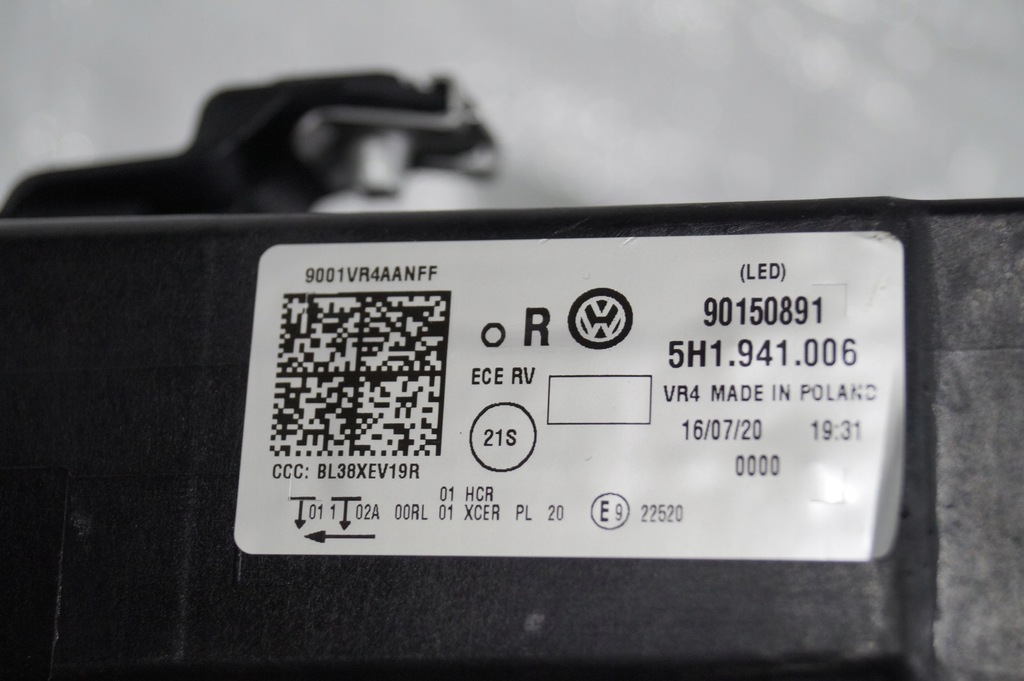 9001VR4AANFF
CCC: BL38XEV19R
R
ECE RV
21S
(LED)
90150891
5H1.941.006
VR4 MADE IN POLAND
16/07/20 19:31
0000
01 HCR
01 1 02A 00RL 01 XCER PL 20 E9 22520